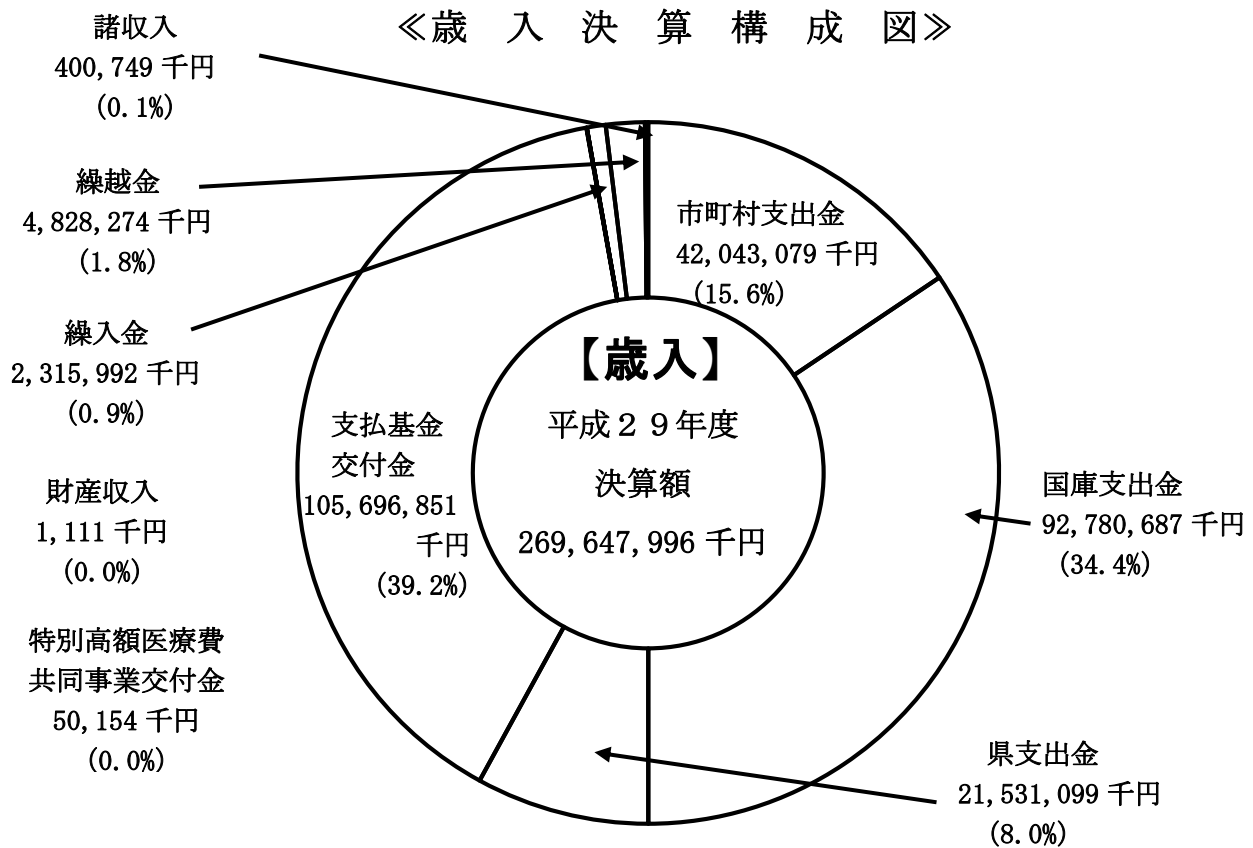 ≪歳 入 決 算 構 成 図≫
諸収入
400,749 千円
(0.1%)
繰越金
4,828,274 千円
(1.8%)
繰入金
2,315,992 千円
(0.9%)
財産収入
1,111 千円
(0.0%)
特別高額医療費
共同事業交付金
50,154 千円
(0.0%)
支払基金
交付金
105,696,851
千円
(39.2%)
【歳入】
平成２９年度
決算額
269,647,996 千円
市町村支出金
42,043,079 千円
(15.6%)
国庫支出金
92,780,687 千円
(34.4%)
県支出金
21,531,099 千円
(8.0%)